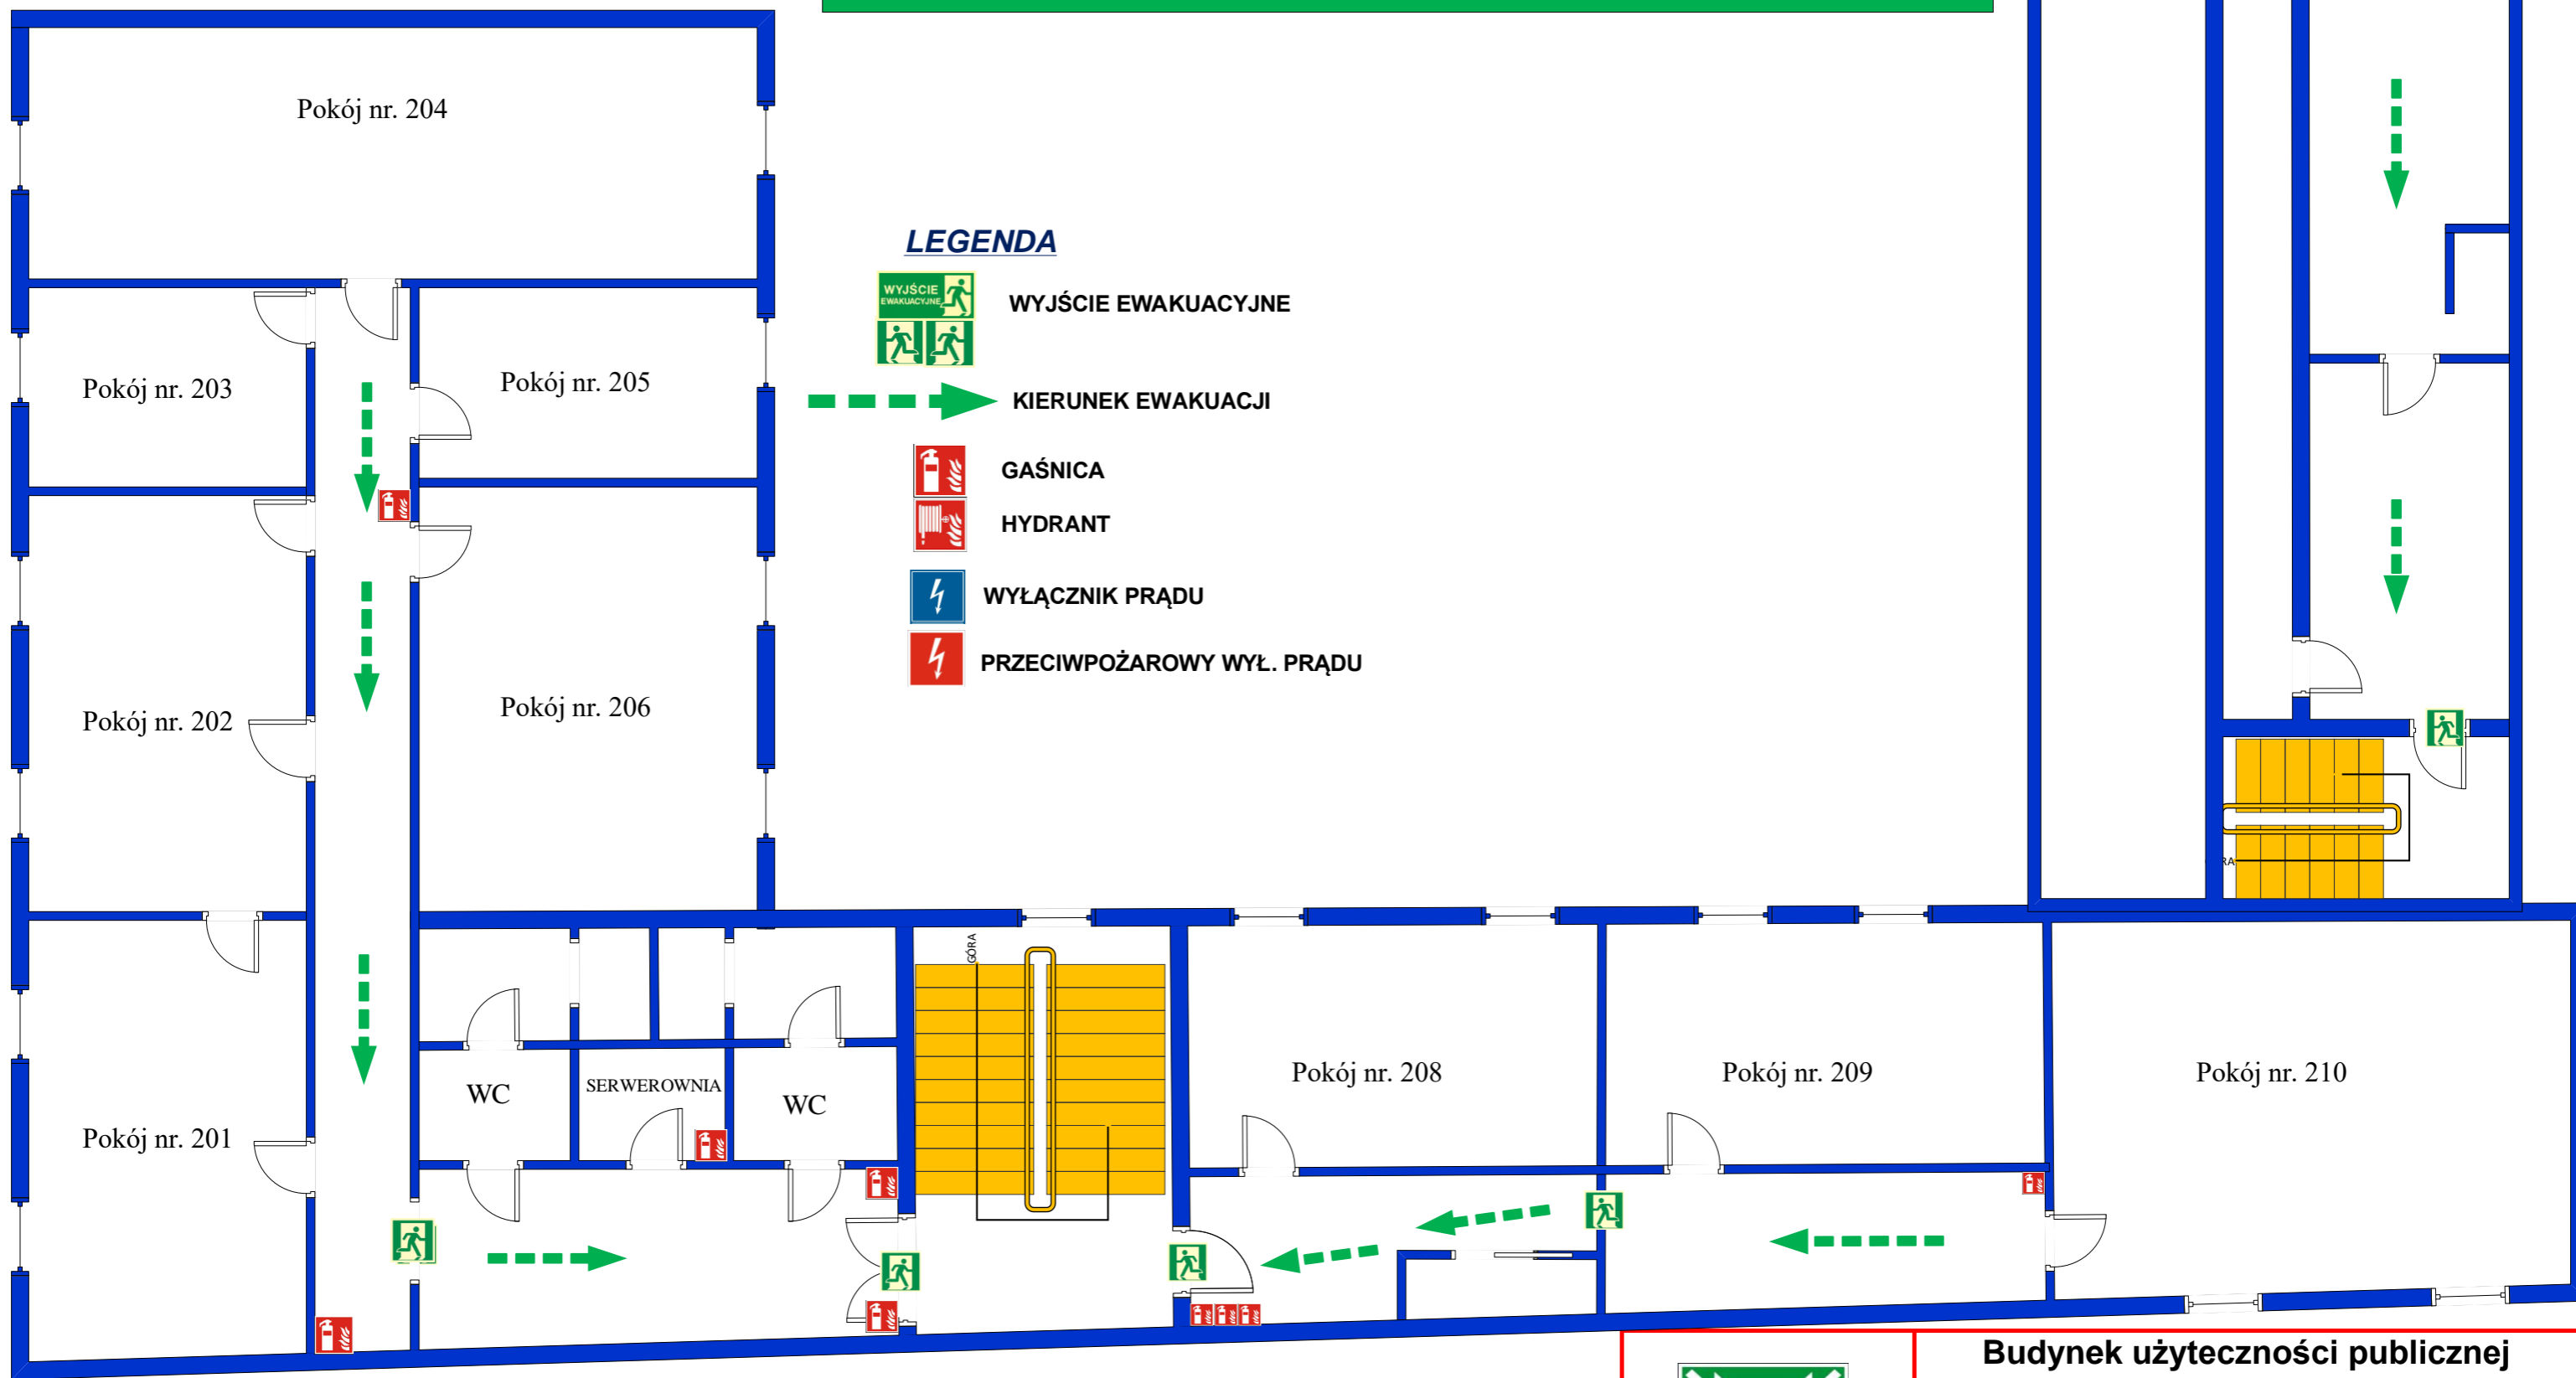 Pokój nr. 204
LEGENDA
WYJŚCIE
EWAKUACYJNE
WYJŚCIE EWAKUACYJNE
Pokój nr. 203
Pokój nr. 205
KIERUNEK EWAKUACJI
GAŚNICA
HYDRANT
WYŁĄCZNIK PRĄDU
PRZECIWPOŻAROWY WYŁ. PRĄDU
Pokój nr. 202
Pokój nr. 206
RA
GÓRA
Pokój nr. 201
WC
SERWEROWNIA
WC
Pokój nr. 208
Pokój nr. 209
Pokój nr. 210
Budynek użyteczności publicznej